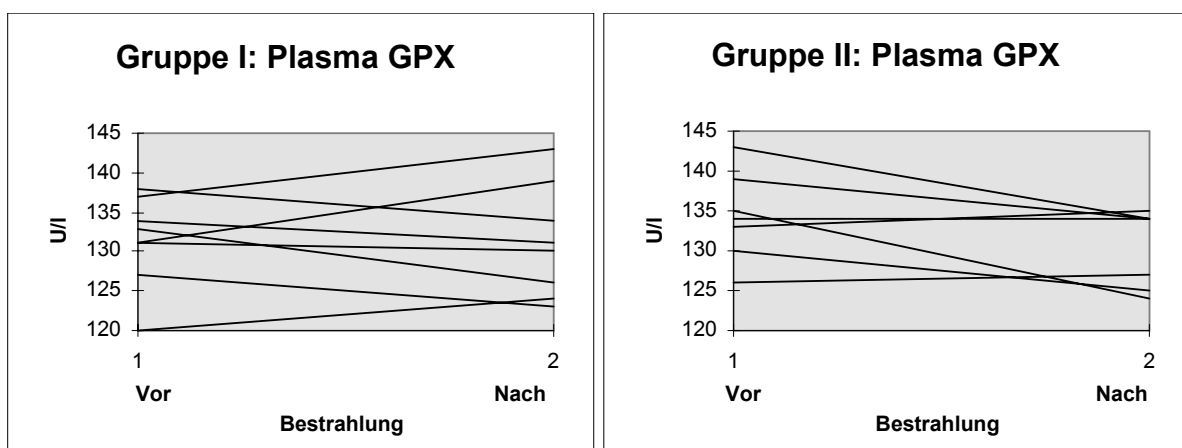 Gruppe I: Plasma GPX
145
140
135
130
125
120
U/l
1
2
Vor
Nach
Bestrahlung
Gruppe II: Plasma GPX
145
140
135
130
125
120
U/l
1
2
Vor
Nach
Bestrahlung